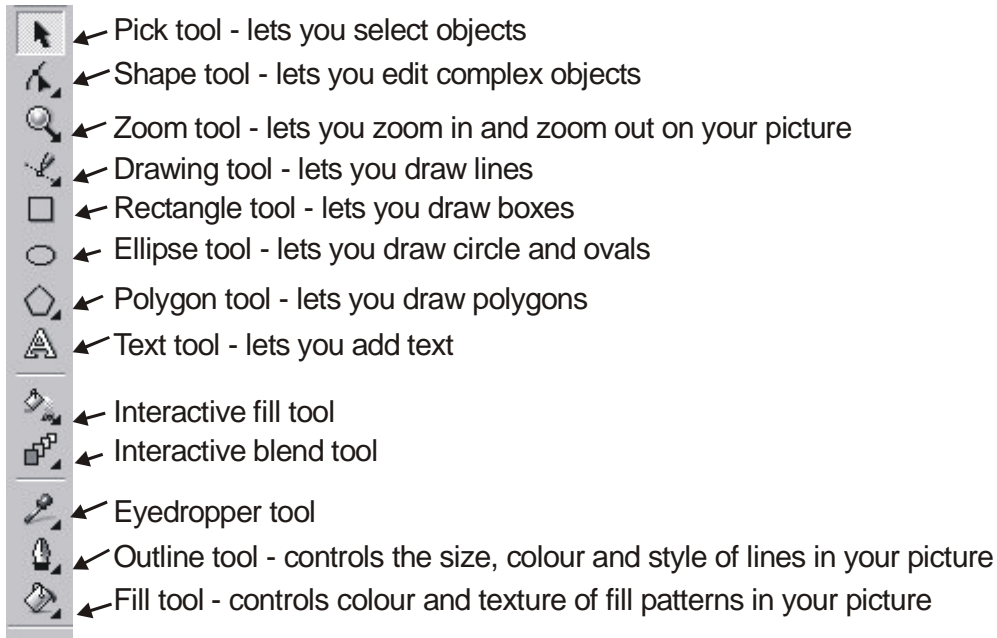 Pick tool - lets you select objects
Shape tool - lets you edit complex objects
Zoom tool - lets you zoom in and zoom out on your picture
Drawing tool - lets you draw lines
Rectangle tool - lets you draw boxes
Ellipse tool - lets you draw circle and ovals
Polygon tool - lets you draw polygons
Text tool - lets you add text
Interactive fill tool
Interactive blend tool
Eyedropper tool
Outline tool - controls the size, colour and style of lines in your picture
Fill tool - controls colour and texture of fill patterns in your picture